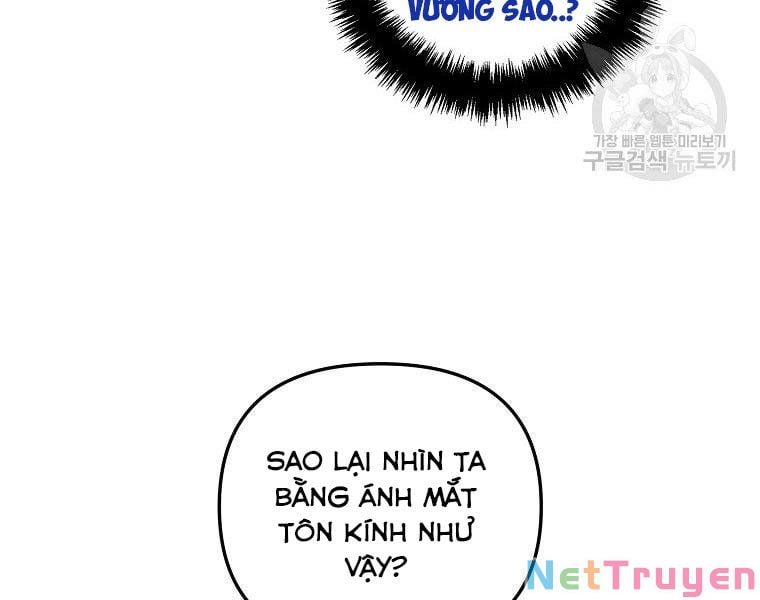 VƯƠNG SAO..?
가장 빠른 웹툰 미리보기
구글검색 뉴토끼
SAO LẠI NHÌN TA
BẰNG ÁNH MẮT
TÔN KÍNH NHƯ
VẬY?
NetTruyen